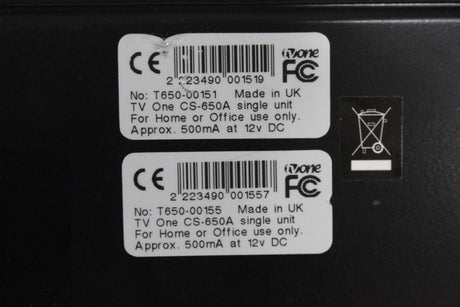 CE tvone FC
2 223490 001519
No: T650-00151 Made in UK
TV One CS-650A single unit
For Home or Office use only.
Approx. 500mA at 12v DC
CE tvone FC
2 223490 001557
No: T650-00155 Made in UK
TV One CS-650A single unit
For Home or Office use only.
Approx. 500mA at 12v DC